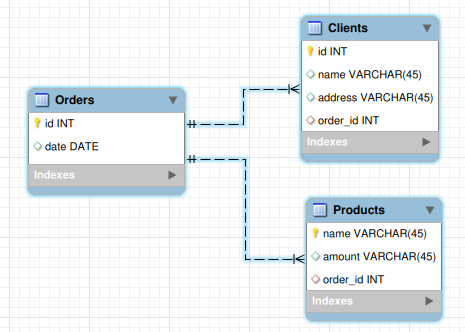 Clients
id INT
name VARCHAR(45)
address VARCHAR(45)
order_id INT
Indexes
Orders
id INT
date DATE
Indexes
Products
name VARCHAR(45)
amount VARCHAR(45)
order_id INT
Indexes